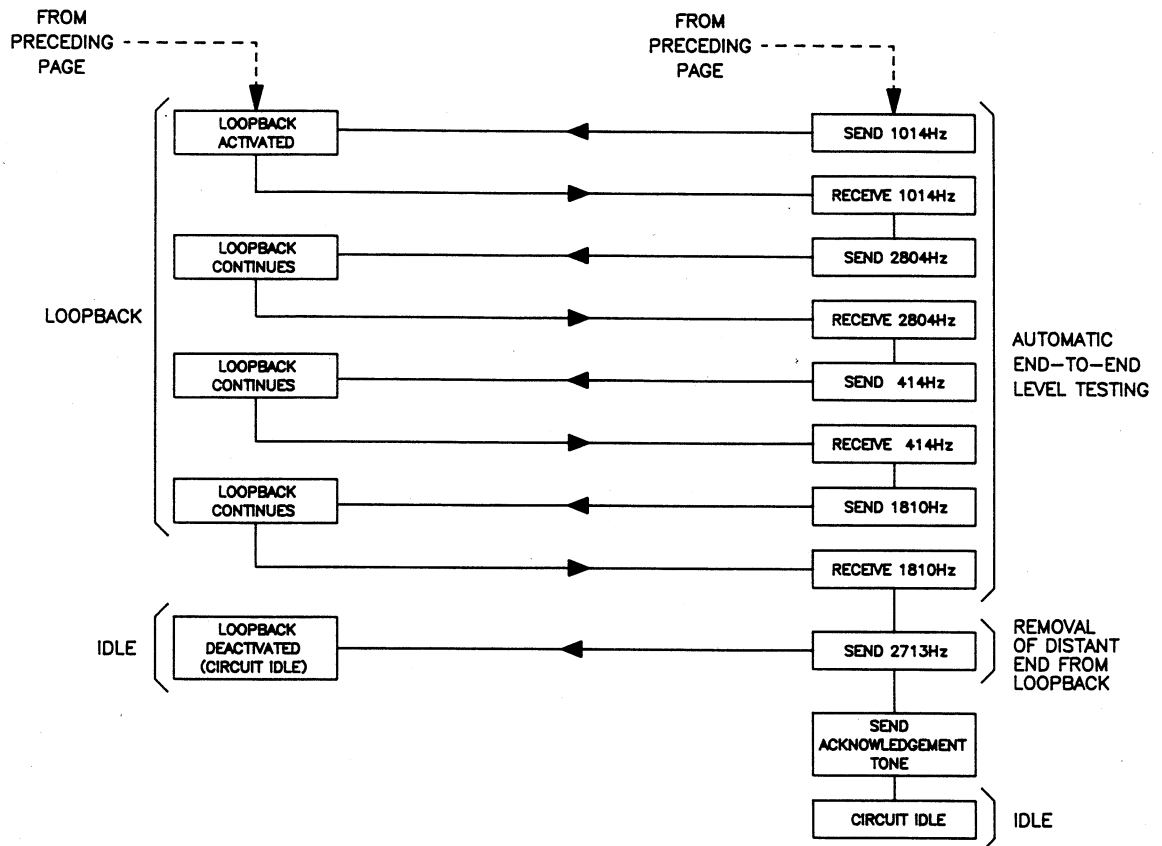 FROM
PRECEDING
PAGE
FROM
PRECEDING
PAGE
LOOPBACK
ACTIVATED
SEND 1014Hz
RECEIVE 1014Hz
LOOPBACK
CONTINUES
SEND 2804Hz
LOOPBACK
RECEIVE 2804Hz
AUTOMATIC
END-TO-END
LEVEL TESTING
LOOPBACK
CONTINUES
SEND 414Hz
RECEIVE 414Hz
LOOPBACK
CONTINUES
SEND 1810Hz
RECEIVE 1810Hz
IDLE
LOOPBACK
DEACTIVATED
(CIRCUIT IDLE)
SEND 2713Hz
REMOVAL
OF DISTANT
END FROM
LOOPBACK
SEND
ACKNOWLEDGEMENT
TONE
CIRCUIT IDLE
IDLE